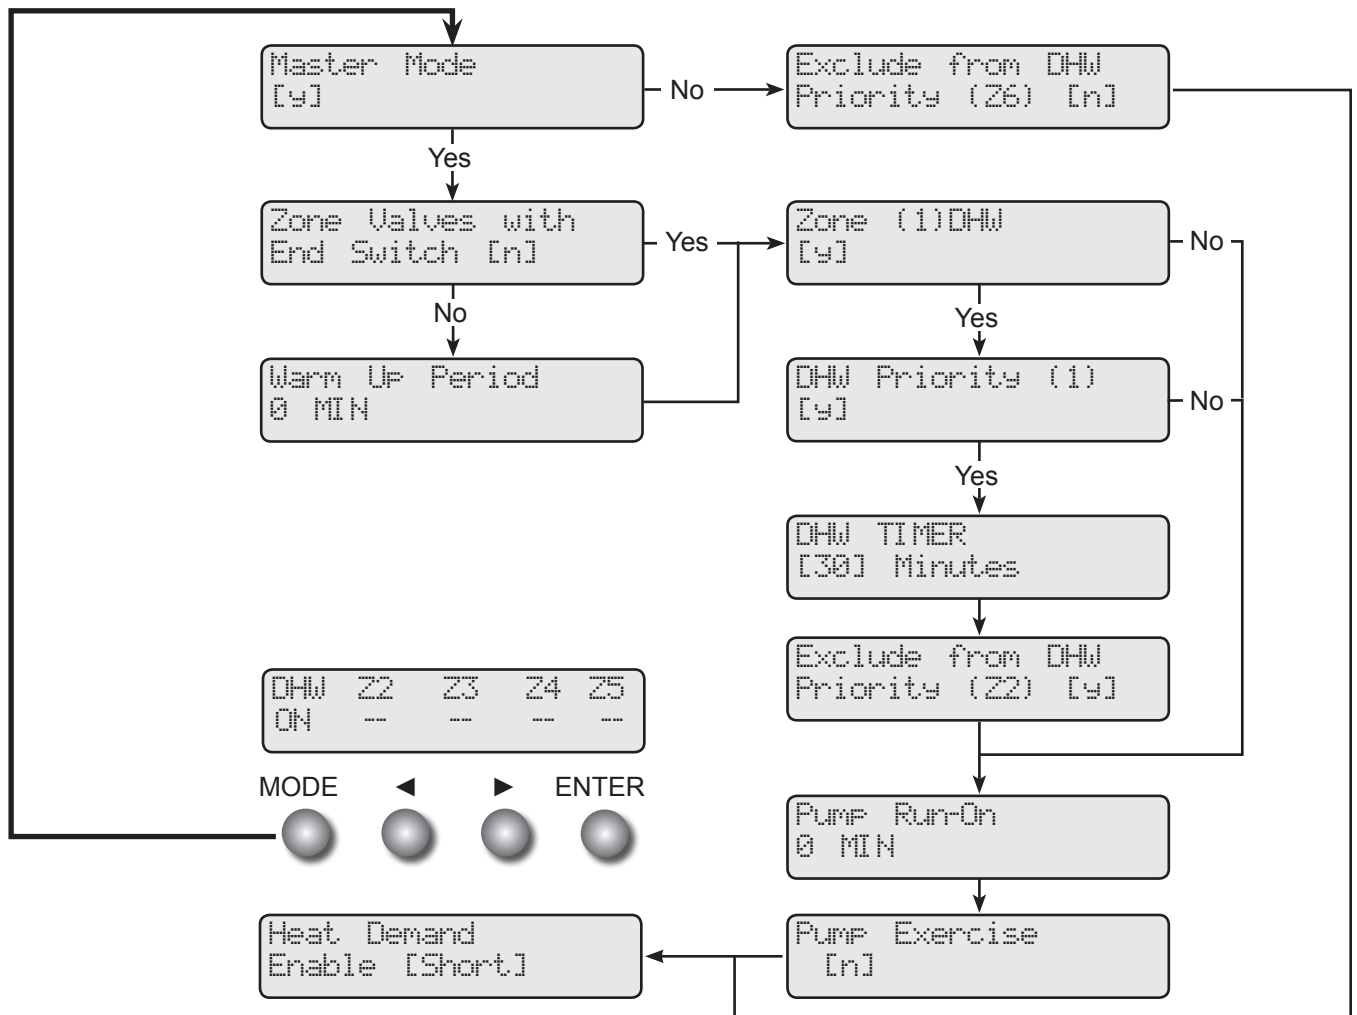 Master Mode
[y]
No
Exclude from DHW
Priority (Z6) [n]
Yes
Zone Valves with
End Switch [n]
Yes
Zone (1)DHW
[y]
No
No
Yes
Warm Up Period
0 MIN
DHW Priority (1)
[y]
No
Yes
DHW TIMER
[30] Minutes
Exclude from DHW
Priority (Z2) [y]
DHW Z2 Z3 Z4 Z5
ON -- -- -- --
MODE ◄ ► ENTER
Pump Run-On
0 MIN
Heat Demand
Enable [Short]
Pump Exercise
[n]